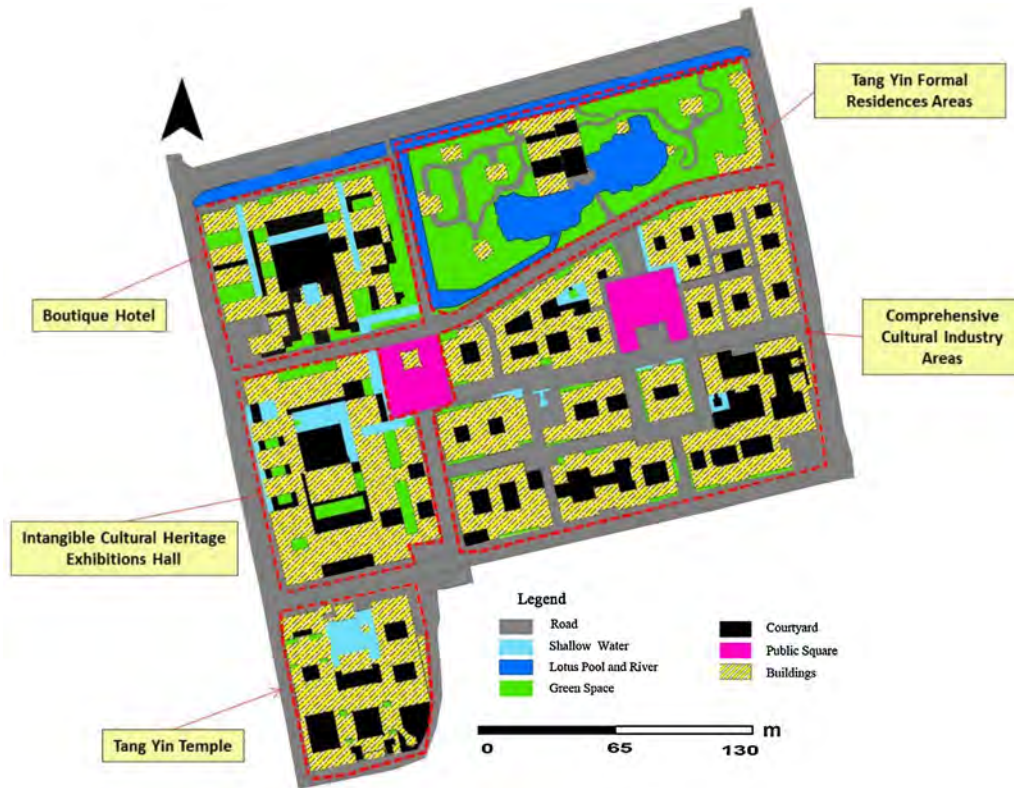 Tang Yin Formal
Residences Areas
Boutique Hotel
Comprehensive
Cultural Industry
Areas
Intangible Cultural Heritage
Exhibitions Hall
Tang Yin Temple
Legend
Road
Shallow Water
Lotus Pool and River
Green Space
Courtyard
Public Square
Buildings
m
0 65 130